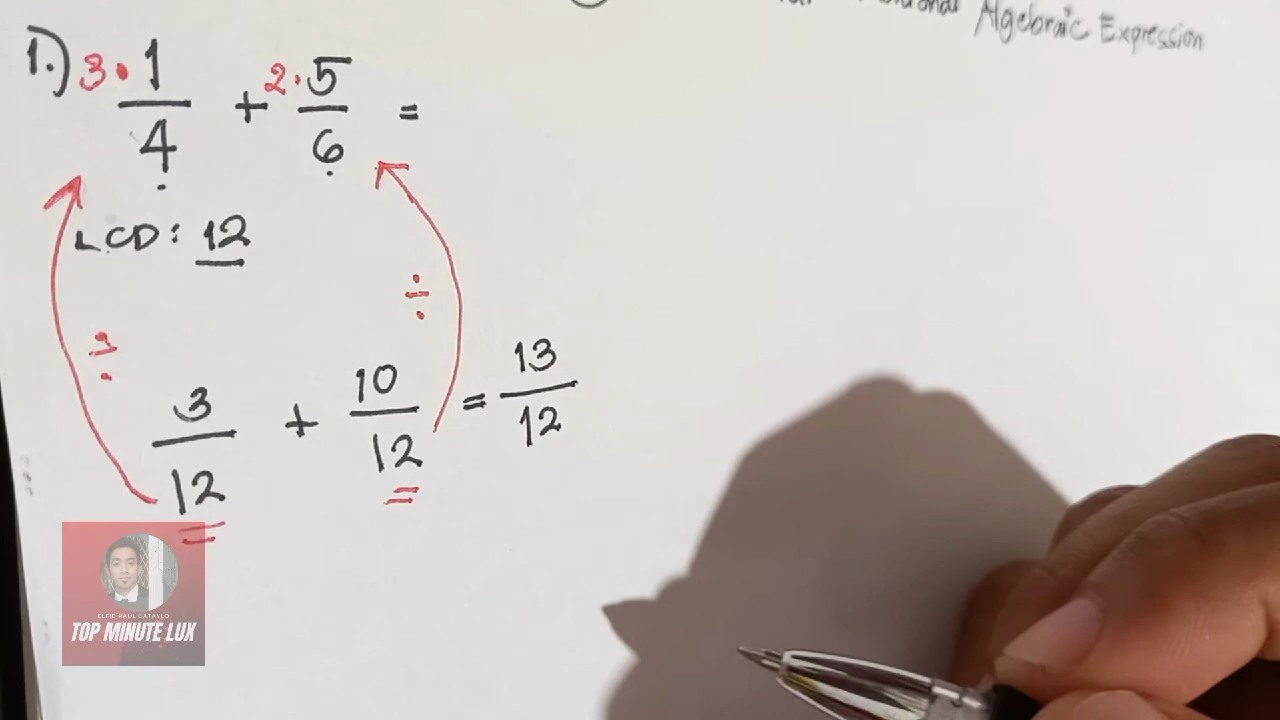 Algebraic Expression
1.) 3 · 1/4 + 2 · 5/6 =
LCD: 12
÷ ÷
3/12 + 10/12 = 13/12
ELFIE PAUL CATAYLO
TOP MINUTE LUX